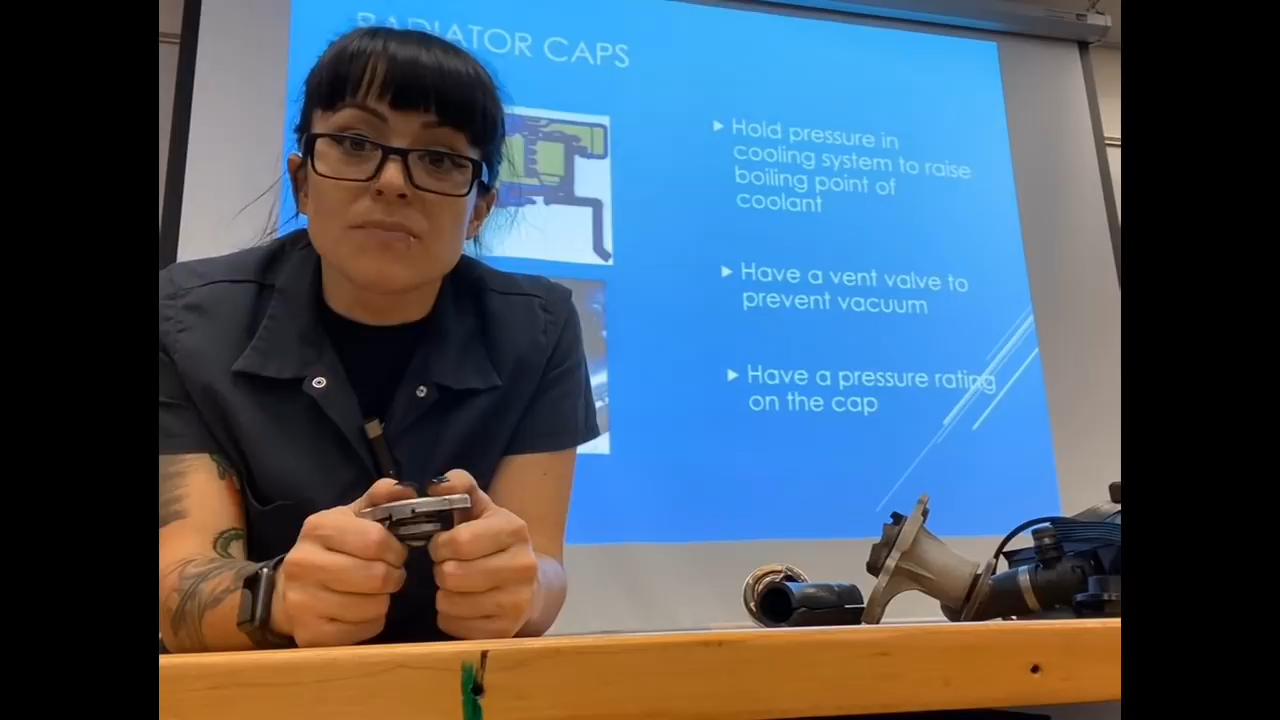 RADIATOR CAPS
Hold pressure in
cooling system to raise
boiling point of
coolant
Have a vent valve to
prevent vacuum
Have a pressure rating
on the cap